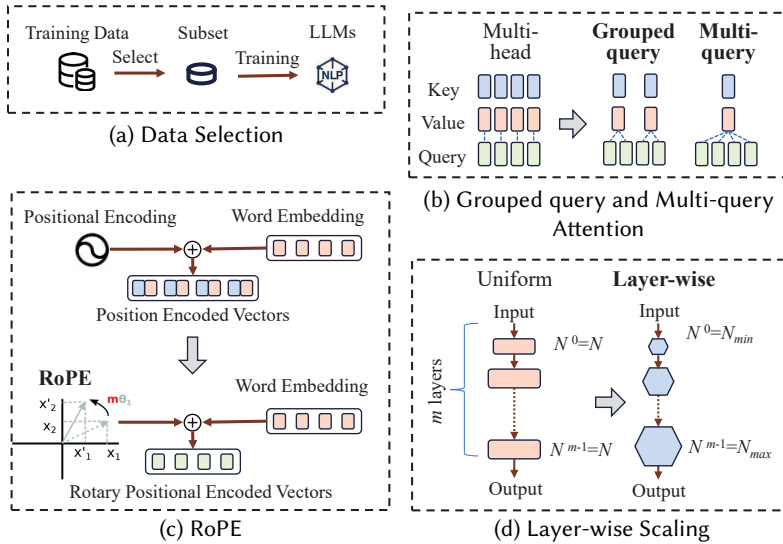 Training Data
Subset
LLMs
Select
Training
NLP
(a) Data Selection
Multi-
head
Grouped
query
Multi-
query
Key
Value
Query
(b) Grouped query and Multi-query
Attention
Positional Encoding
Word Embedding
Position Encoded Vectors
RoPE
mθ₁
x'₂
x₂
x'₁
x₁
Word Embedding
Rotary Positional Encoded Vectors
(c) RoPE
Uniform
Layer-wise
Input
Input
m layers
N⁰=N
N⁰=Nmin
Nᵐ⁻¹=N
Nᵐ⁻¹=Nmax
Output
Output
(d) Layer-wise Scaling